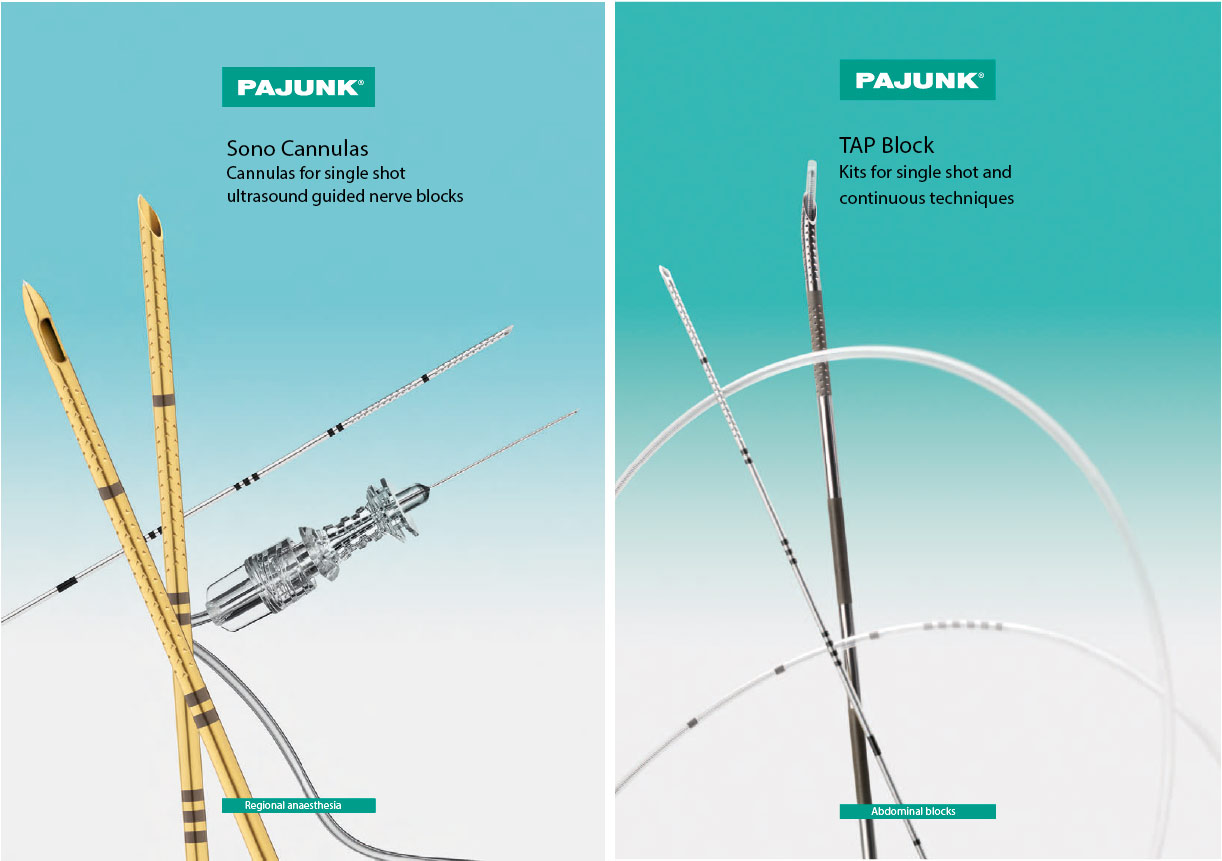 PAJUNK®
Sono Cannulas
Cannulas for single shot
ultrasound guided nerve blocks
Regional anaesthesia
PAJUNK®
TAP Block
Kits for single shot and
continuous techniques
Abdominal blocks